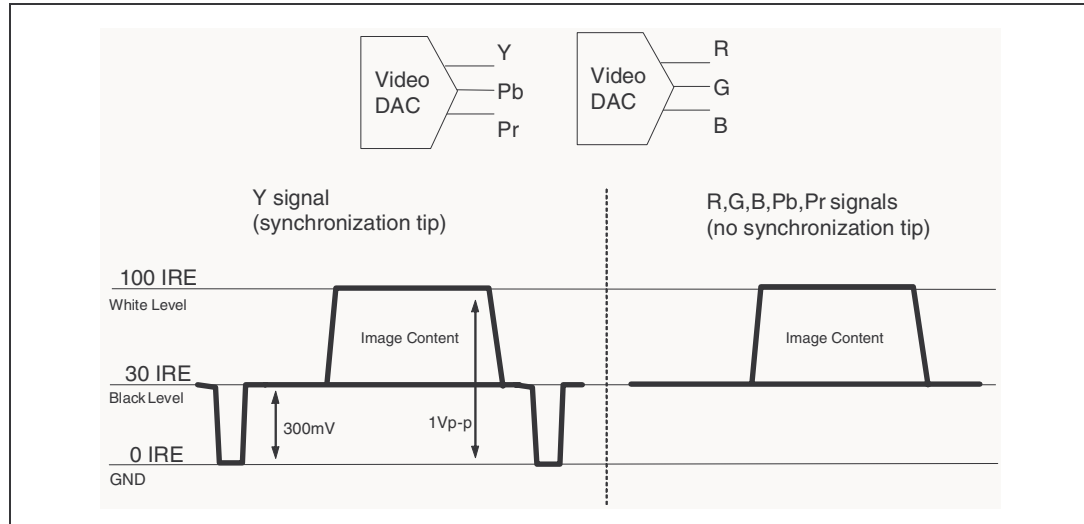 Video
DAC
Y
Pb
Pr
Video
DAC
R
G
B
Y signal
(synchronization tip)
R,G,B,Pb,Pr signals
(no synchronization tip)
100 IRE
White Level
Image Content
Image Content
30 IRE
Black Level
300mV
1Vp-p
0 IRE
GND